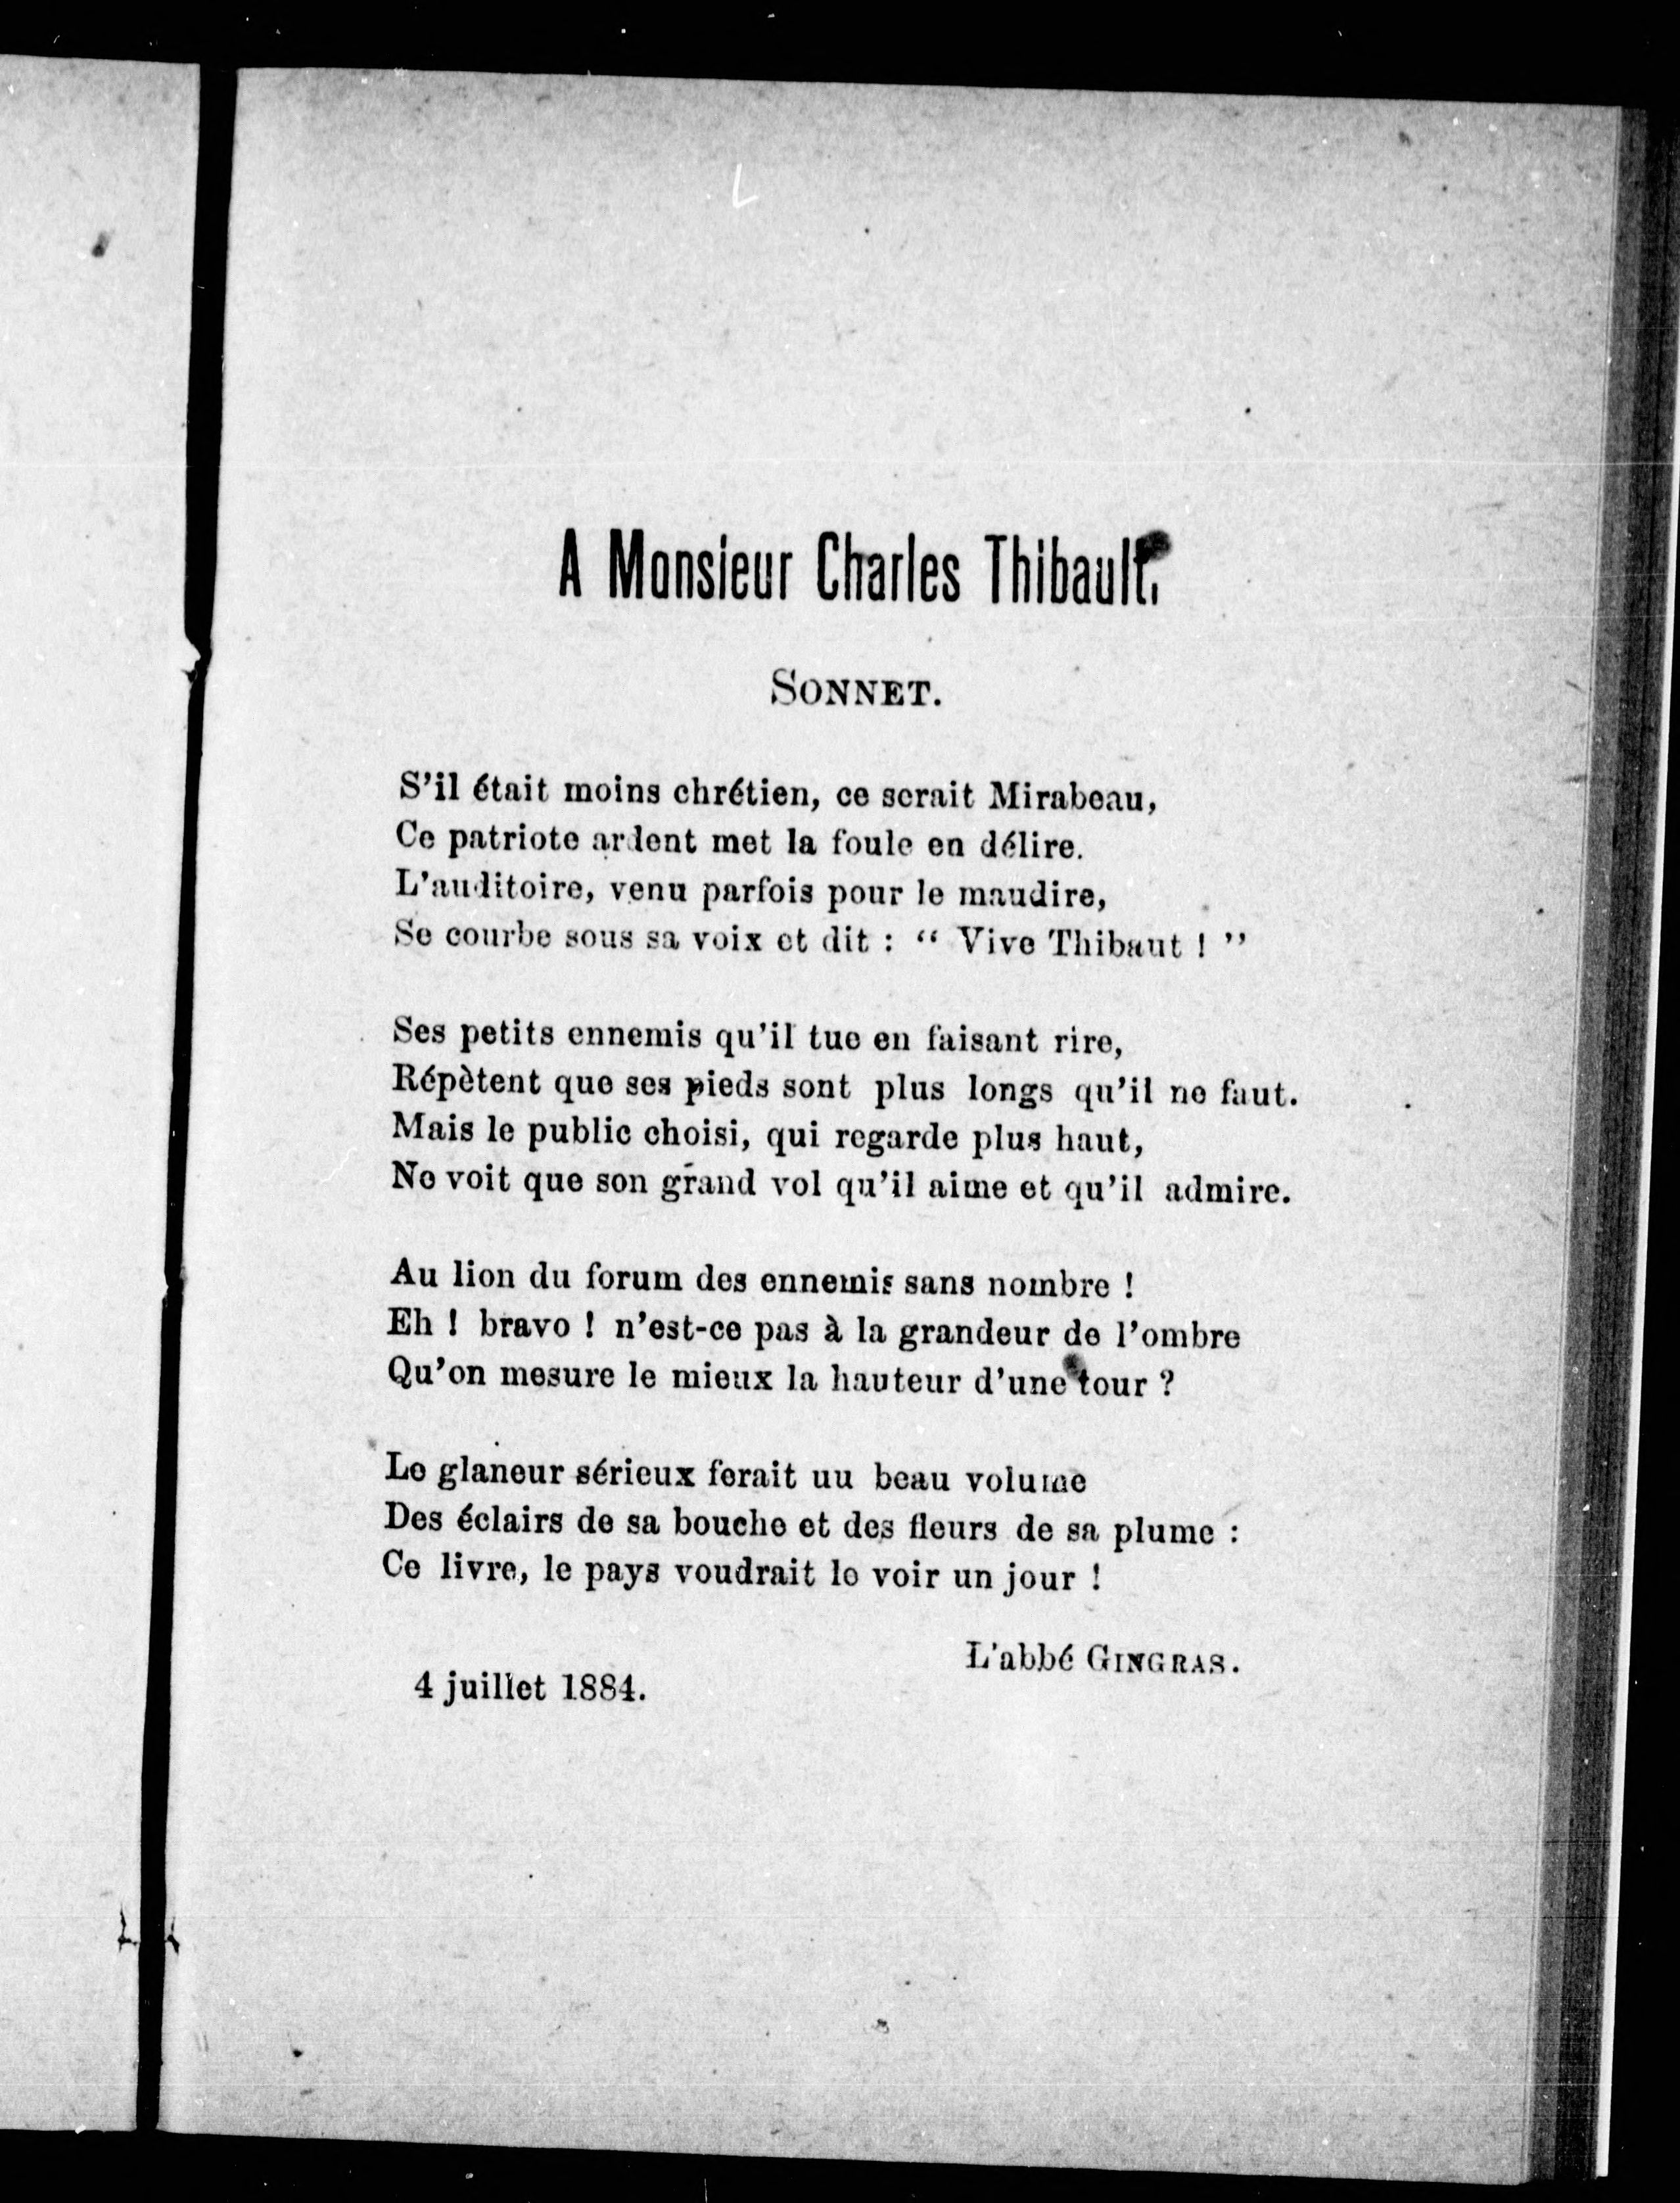 A Monsieur Charles Thibault.
SONNET.
S'il était moins chrétien, ce serait Mirabeau,
Ce patriote ardent met la foule en délire.
L'auditoire, venu parfois pour le maudire,
Se courbe sous sa voix et dit : “ Vive Thibaut ! ”
Ses petits ennemis qu'il tue en faisant rire,
Répètent que ses pieds sont plus longs qu'il ne faut.
Mais le public choisi, qui regarde plus haut,
Ne voit que son grand vol qu'il aime et qu'il admire.
Au lion du forum des ennemis sans nombre !
Eh ! bravo ! n'est-ce pas à la grandeur de l'ombre
Qu'on mesure le mieux la hauteur d'une tour ?
Le glaneur sérieux ferait uu beau volume
Des éclairs de sa bouche et des fleurs de sa plume :
Ce livre, le pays voudrait le voir un jour !
L'abbé GINGRAS.
4 juillet 1884.